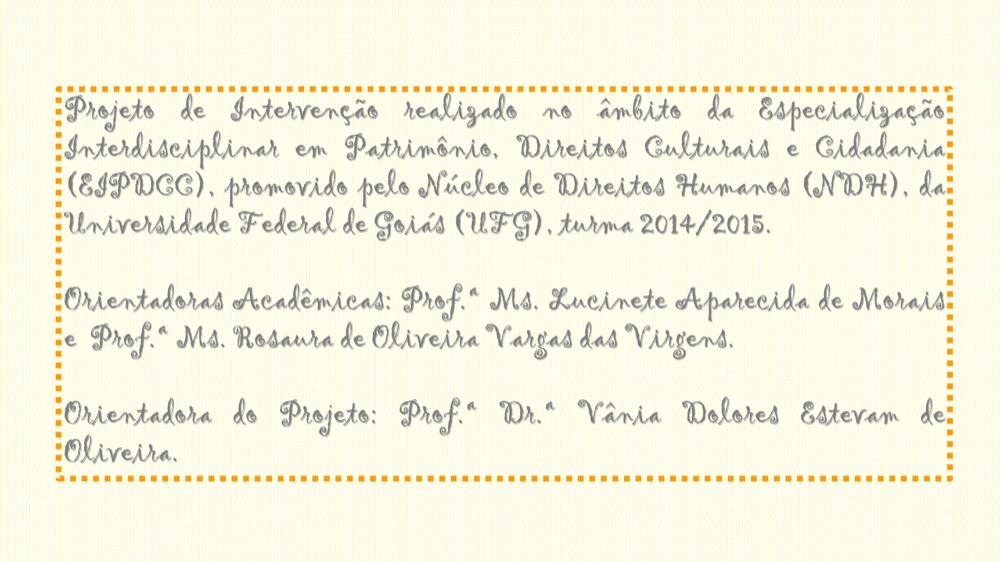 Projeto de Intervenção realizado no âmbito da Especialização
Interdisciplinar em Patrimônio, Direitos Culturais e Cidadania
(EIPDCC), promovido pelo Núcleo de Direitos Humanos (NDH), da
Universidade Federal de Goiás (UFG), turma 2014/2015.
Orientadoras Acadêmicas: Prof.ª Ms. Lucinete Aparecida de Morais
e Prof.ª Ms. Rosaura de Oliveira Vargas das Virgens.
Orientadora do Projeto: Prof.ª Dr.ª Vânia Dolores Estevam de
Oliveira.